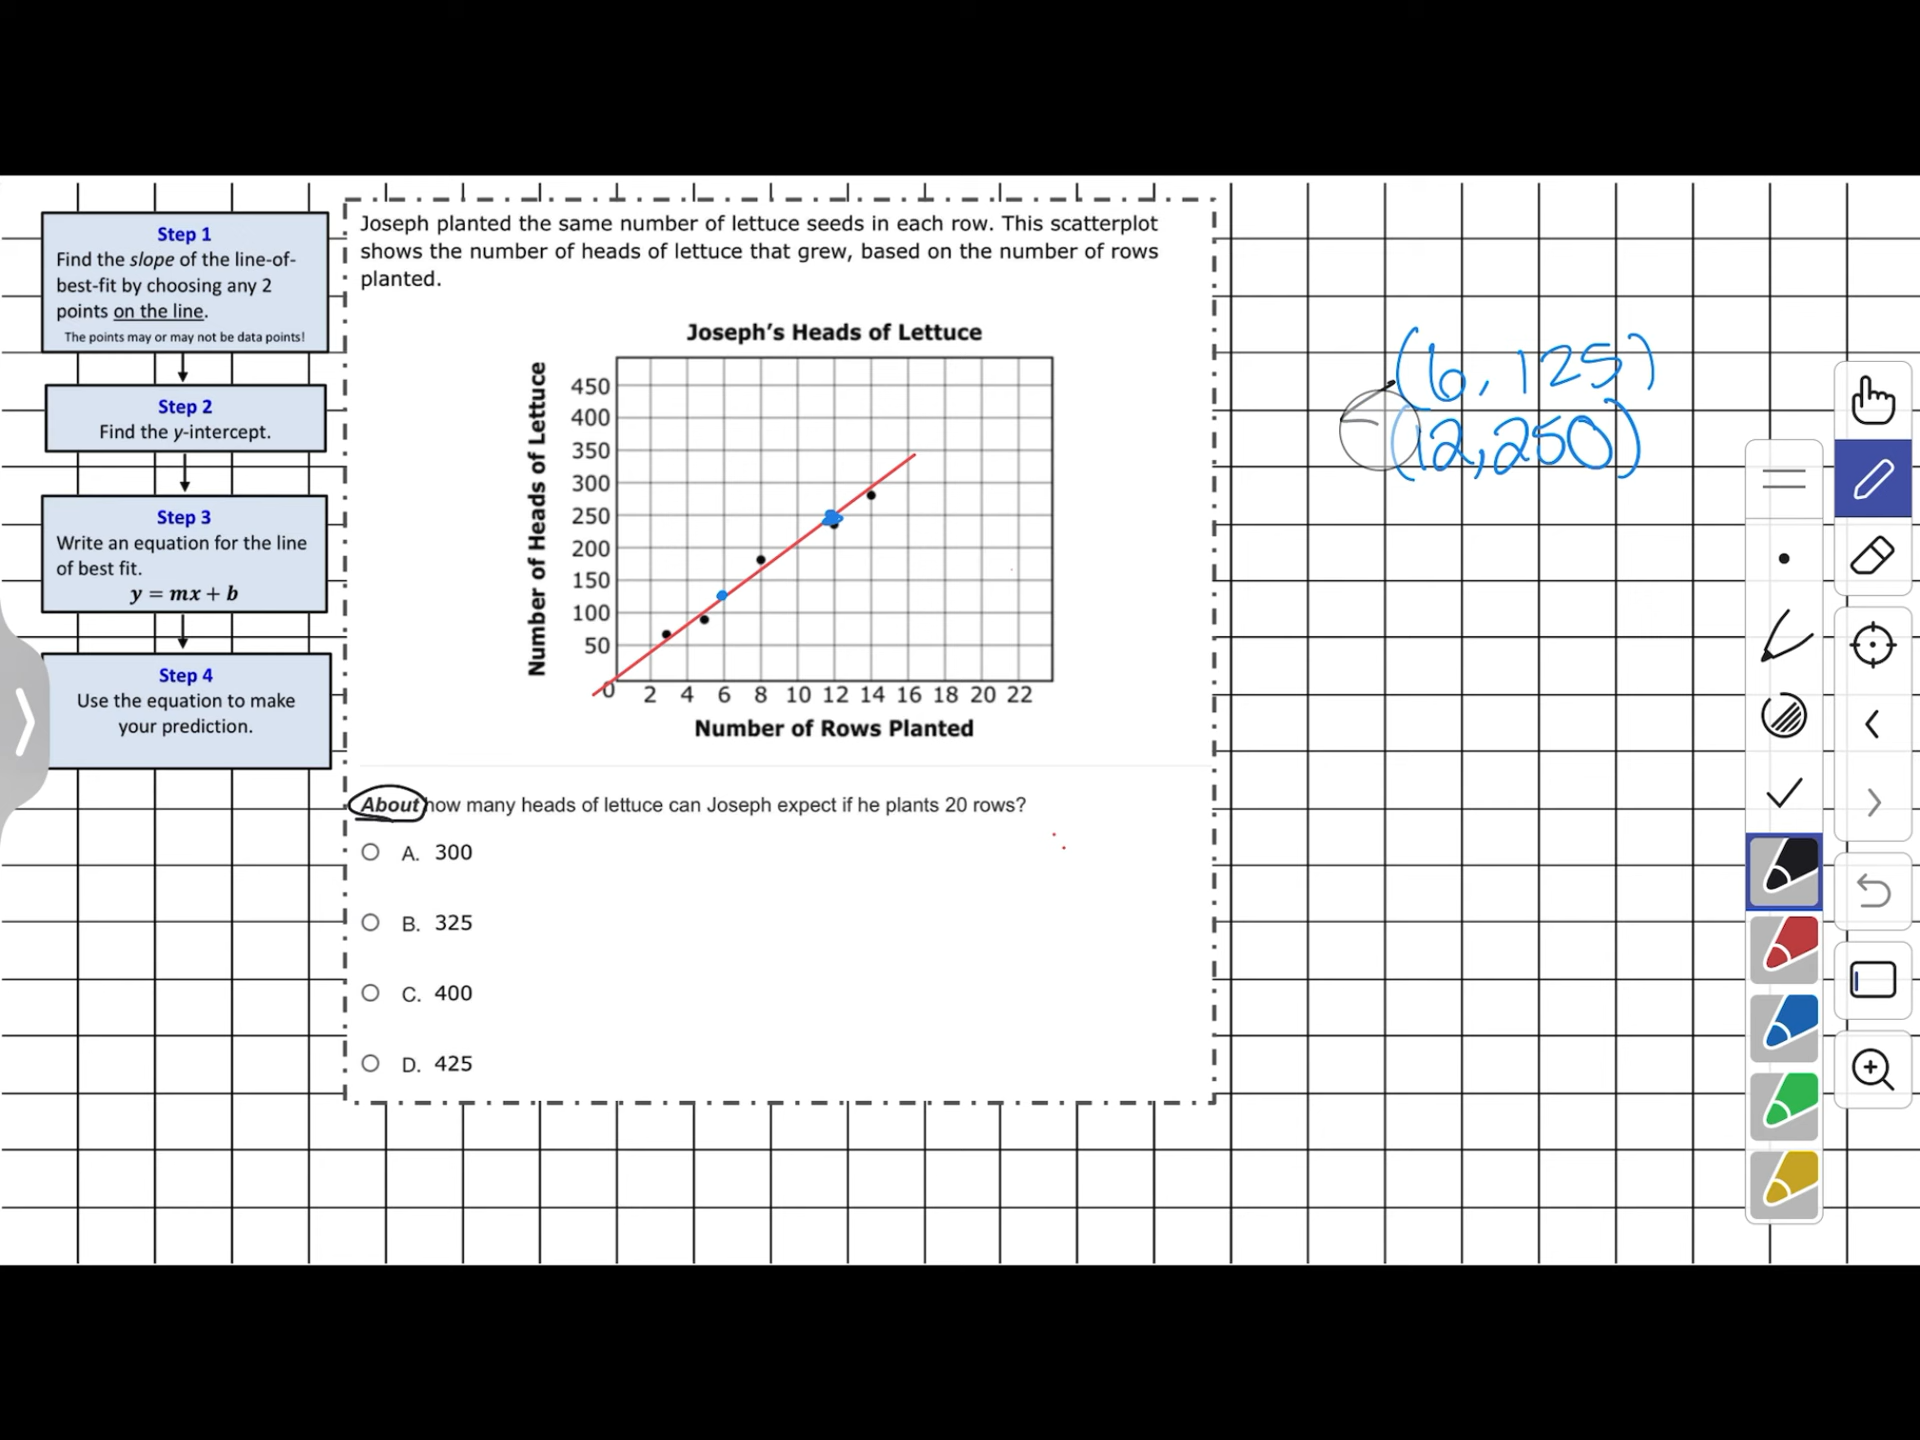 Step 1
Find the slope of the line-of-
best-fit by choosing any 2
points on the line.
The points may or may not be data points!
Step 2
Find the y-intercept.
Step 3
Write an equation for the line
of best fit.
y = mx + b
Step 4
Use the equation to make
your prediction.
Joseph planted the same number of lettuce seeds in each row. This scatterplot
shows the number of heads of lettuce that grew, based on the number of rows
planted.
Joseph's Heads of Lettuce
Number of Heads of Lettuce
450
400
350
300
250
200
150
100
50
0 2 4 6 8 10 12 14 16 18 20 22
Number of Rows Planted
About how many heads of lettuce can Joseph expect if he plants 20 rows?
A. 300
B. 325
C. 400
D. 425
(6, 125)
(12, 250)